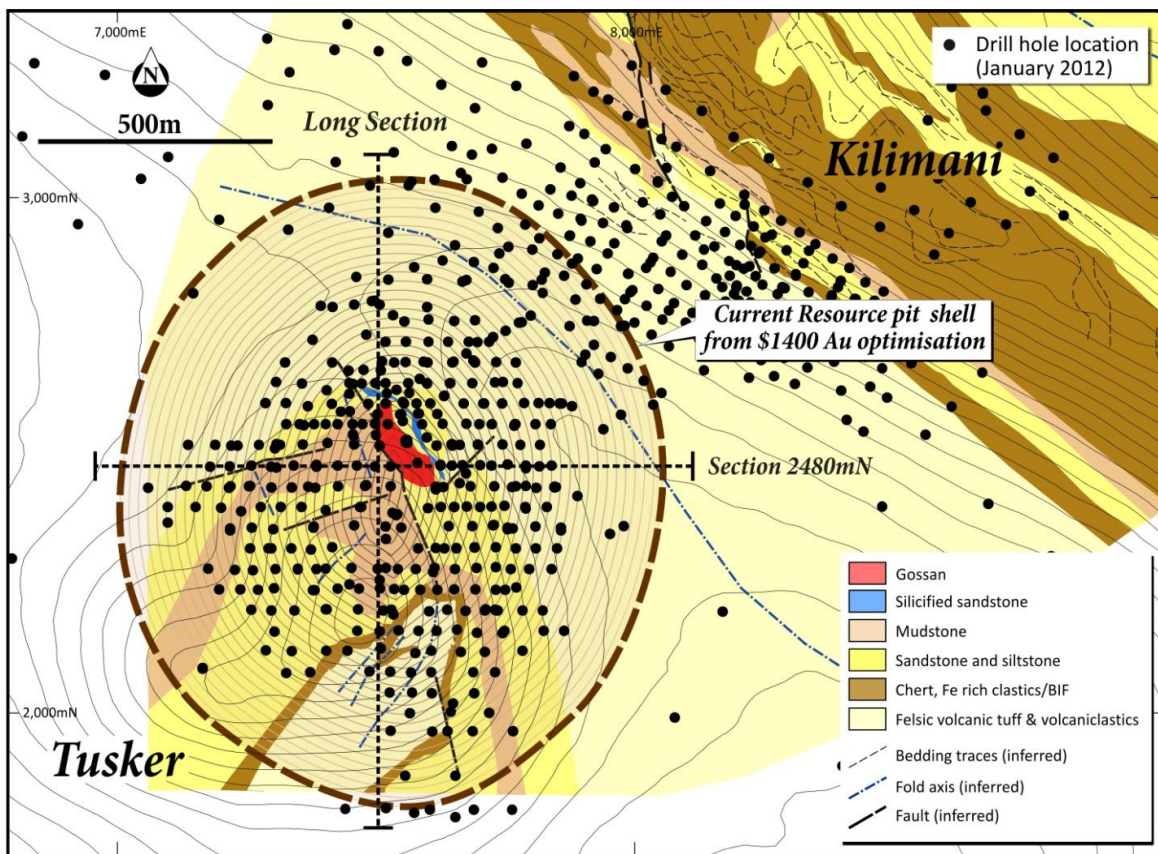 7,000mE
8,000mE
N
Drill hole location
(January 2012)
500m
Long Section
Kilimani
3,000mN
Current Resource pit shell
from $1400 Au optimisation
Section 2480mN
Gossan
Silicified sandstone
Mudstone
Sandstone and siltstone
Chert, Fe rich clastics/BIF
Felsic volcanic tuff & volcaniclastics
2,000mN
Tusker
Bedding traces (inferred)
Fold axis (inferred)
Fault (inferred)